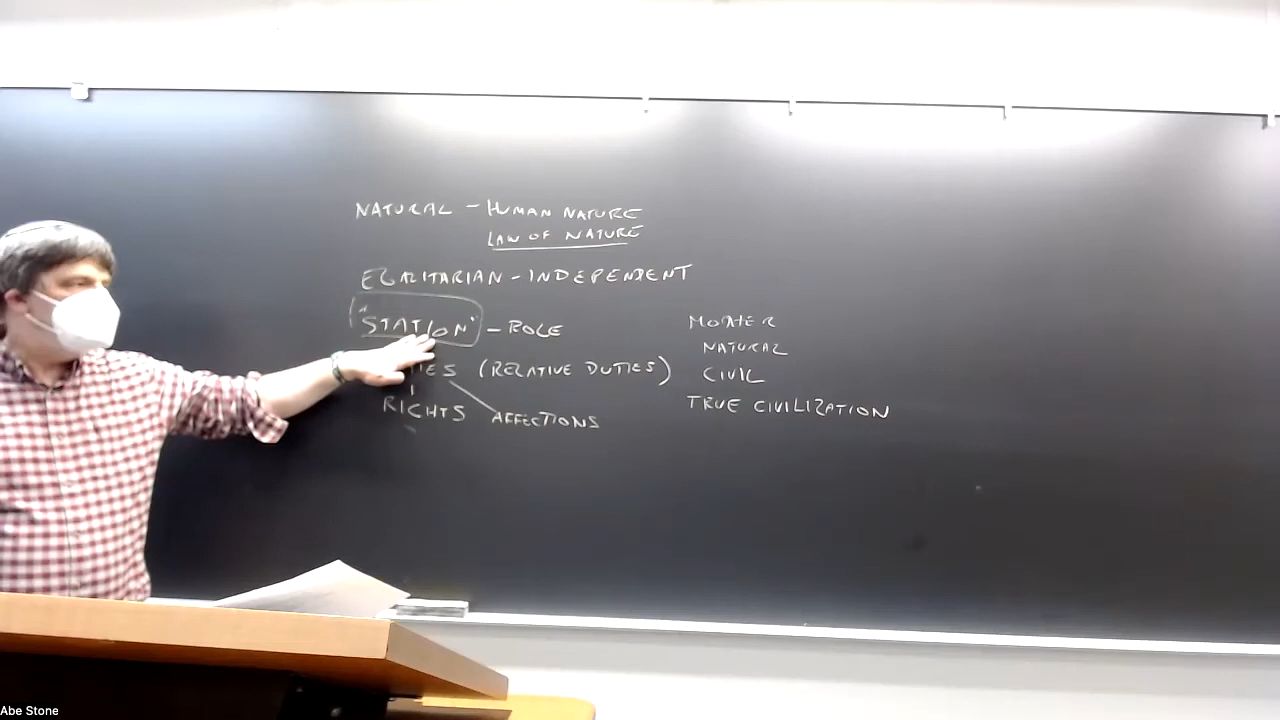 NATURAL - HUMAN NATURE
LAW OF NATURE
EGALITARIAN - INDEPENDENT
"STATION" - ROLE
IES (RELATIVE DUTIES)
RIGHTS
AFFECTIONS
MOTHER
NATURAL
CIVIL
TRUE CIVILIZATION
Abe Stone